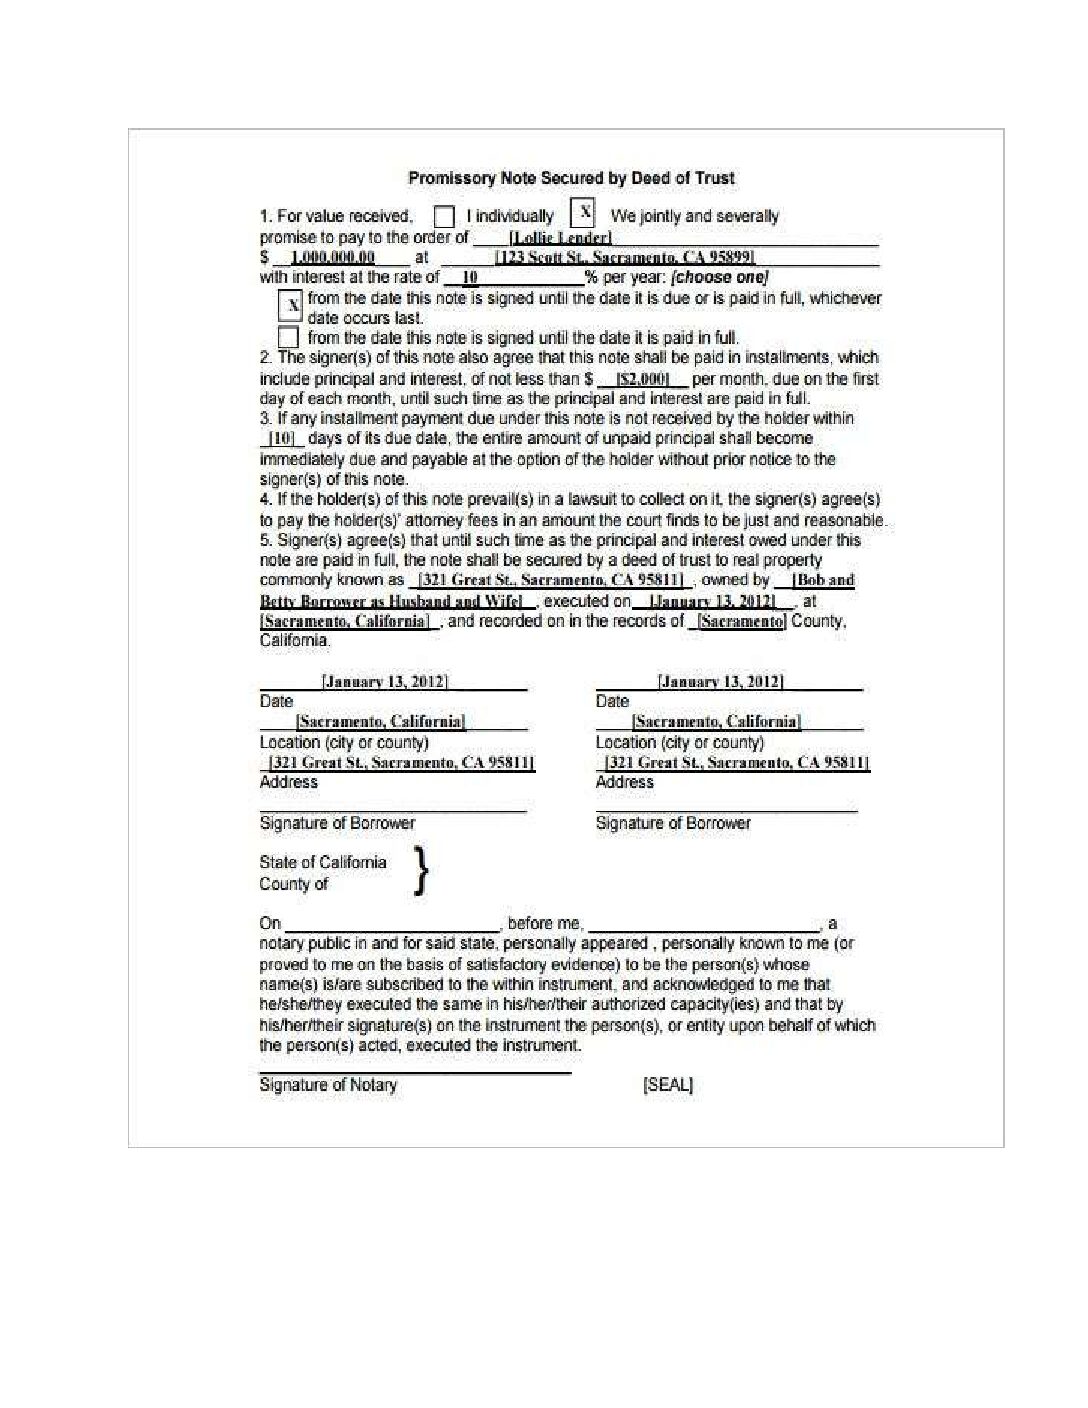 Promissory Note Secured by Deed of Trust
1. For value received, I individually X We jointly and severally
promise to pay to the order of [Lollie Lender]
$ 1,000,000.00 at [123 Scott St., Sacramento, CA 95899]
with interest at the rate of 10 % per year: [choose one]
X from the date this note is signed until the date it is due or is paid in full, whichever
date occurs last.
from the date this note is signed until the date it is paid in full.
2. The signer(s) of this note also agree that this note shall be paid in installments, which
include principal and interest, of not less than $ [$2,000] per month, due on the first
day of each month, until such time as the principal and interest are paid in full.
3. If any installment payment due under this note is not received by the holder within
[10] days of its due date, the entire amount of unpaid principal shall become
immediately due and payable at the option of the holder without prior notice to the
signer(s) of this note.
4. If the holder(s) of this note prevail(s) in a lawsuit to collect on it, the signer(s) agree(s)
to pay the holder(s)' attorney fees in an amount the court finds to be just and reasonable.
5. Signer(s) agree(s) that until such time as the principal and interest owed under this
note are paid in full, the note shall be secured by a deed of trust to real property
commonly known as [321 Great St., Sacramento, CA 95811], owned by [Bob and
Betty Borrower as Husband and Wife], executed on [January 13, 2012], at
[Sacramento, California], and recorded on in the records of [Sacramento] County,
California.
[January 13, 2012] [January 13, 2012]
Date Date
[Sacramento, California] [Sacramento, California]
Location (city or county) Location (city or county)
[321 Great St., Sacramento, CA 95811] [321 Great St., Sacramento, CA 95811]
Address Address
Signature of Borrower Signature of Borrower
State of California }
County of
On , before me, , a
notary public in and for said state, personally appeared , personally known to me (or
proved to me on the basis of satisfactory evidence) to be the person(s) whose
name(s) is/are subscribed to the within instrument, and acknowledged to me that
he/she/they executed the same in his/her/their authorized capacity(ies) and that by
his/her/their signature(s) on the instrument the person(s), or entity upon behalf of which
the person(s) acted, executed the instrument.
Signature of Notary [SEAL]